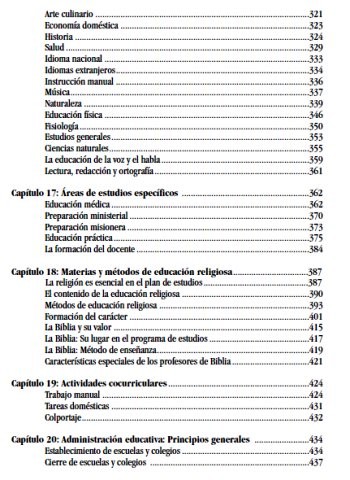 Arte culinario ........................................321
Economía doméstica ........................................323
Historia ........................................324
Salud ........................................329
Idioma nacional ........................................333
Idiomas extranjeros........................................334
Instrucción manual ........................................336
Música........................................337
Naturaleza ........................................339
Educación física ........................................346
Fisiología........................................350
Estudios generales........................................353
Ciencias naturales........................................355
La educación de la voz y el habla........................................359
Lectura, redacción y ortografía........................................361
Capítulo 17: Áreas de estudios específicos ........................................362
Educación médica ........................................362
Preparación ministerial ........................................370
Preparación misionera ........................................373
Educación práctica........................................375
La formación del docente ........................................384
Capítulo 18: Materias y métodos de educación religiosa........................................387
La religión es esencial en el plan de estudios........................................387
El contenido de la educación religiosa ........................................390
Métodos de educación religiosa ........................................393
Formación del carácter ........................................401
La Biblia y su valor ........................................415
La Biblia: Su lugar en el programa de estudios ........................................417
La Biblia: Método de enseñanza........................................419
Características especiales de los profesores de Biblia........................................421
Capítulo 19: Actividades cocurriculares ........................................424
Trabajo manual ........................................424
Tareas domésticas ........................................431
Colportaje........................................432
Capítulo 20: Administración educativa: Principios generales ........................................434
Establecimiento de escuelas y colegios ........................................434
Cierre de escuelas y colegios ........................................437